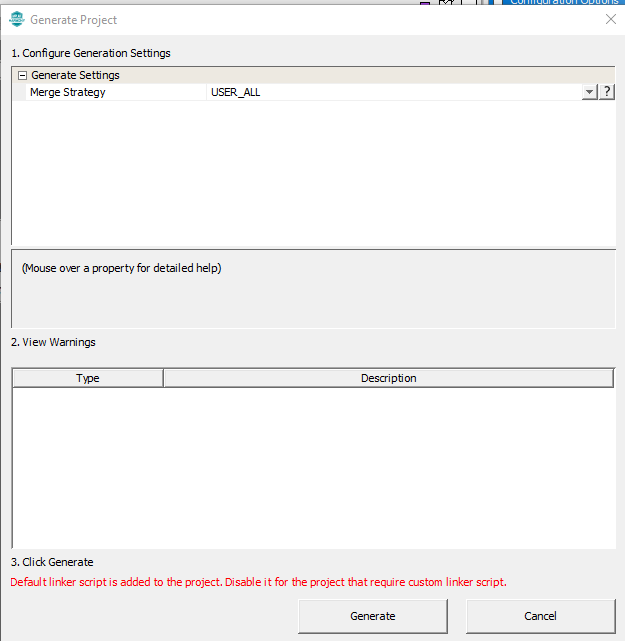 Configuration Options
Generate Project
1. Configure Generation Settings
Generate Settings
Merge Strategy USER_ALL
?
(Mouse over a property for detailed help)
2. View Warnings
Type Description
3. Click Generate
Default linker script is added to the project. Disable it for the project that require custom linker script.
Generate Cancel